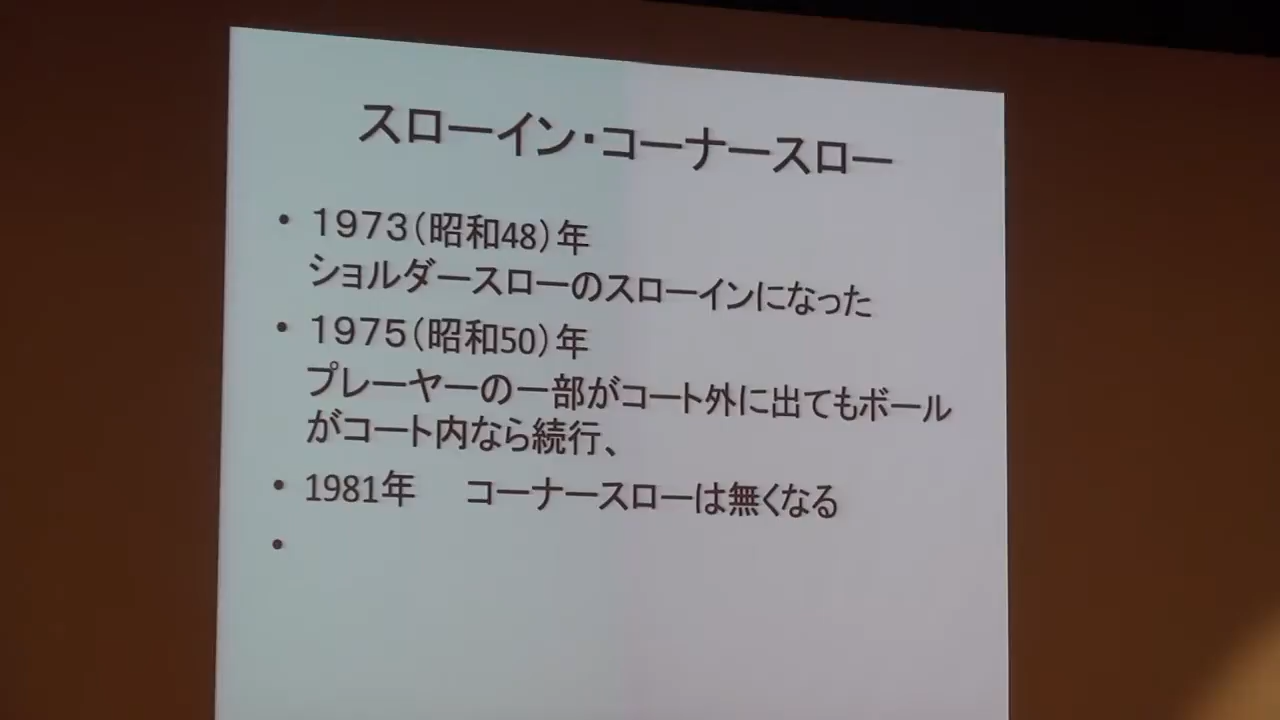 スローイン・コーナースロー
• １９７３（昭和48）年
ショルダースローのスローインになった
• １９７５（昭和50）年
プレーヤーの一部がコート外に出てもボール
がコート内なら続行、
• 1981年　コーナースローは無くなる
•